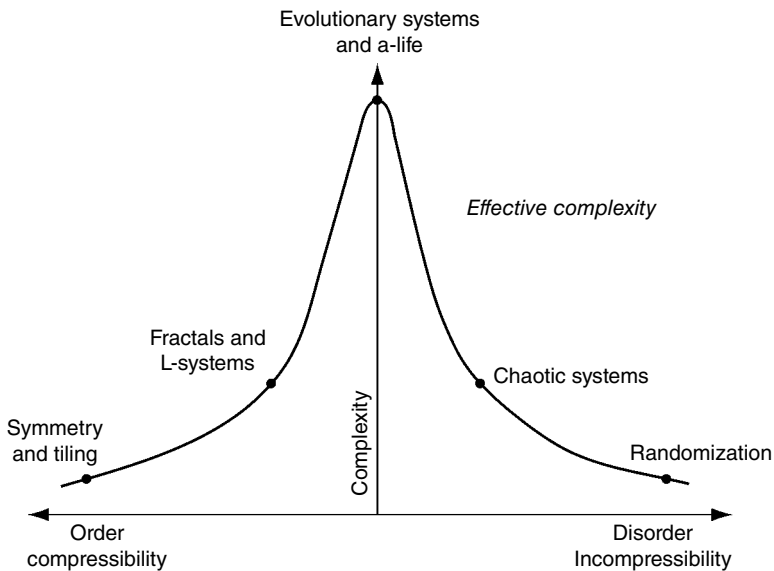 Evolutionary systems
and a-life
Effective complexity
Fractals and
L-systems
Chaotic systems
Symmetry
and tiling
Complexity
Randomization
Order
compressibility
Disorder
Incompressibility